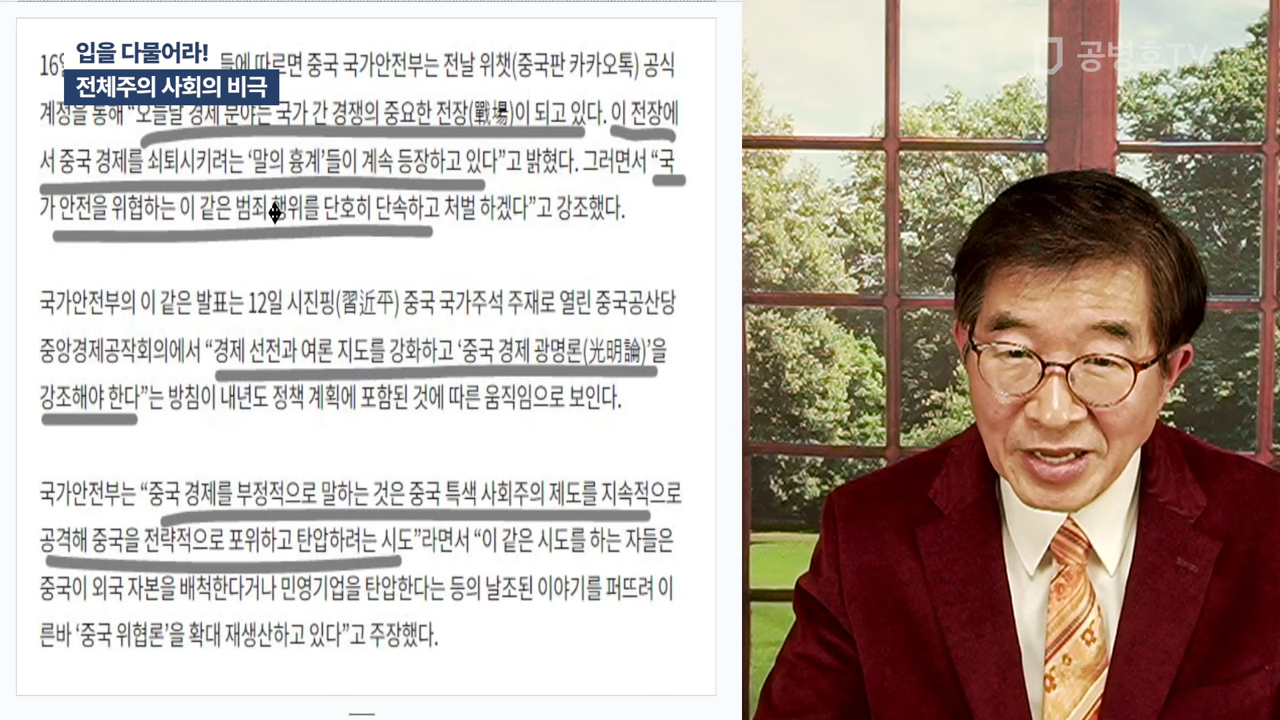 입을 다물어라!
전체주의 사회의 비극
공병호TV
들에 따르면 중국 국가안전부는 전날 위챗(중국판 카카오톡) 공식
계정을 통해 “오늘날 경제 분야는 국가 간 경쟁의 중요한 전장(戰場)이 되고 있다. 이 전장에
서 중국 경제를 쇠퇴시키려는 ‘말의 흉계’들이 계속 등장하고 있다”고 밝혔다. 그러면서 “국
가 안전을 위협하는 이 같은 범죄 행위를 단호히 단속하고 처벌 하겠다”고 강조했다.
국가안전부의 이 같은 발표는 12일 시진핑(習近平) 중국 국가주석 주재로 열린 중국공산당
중앙경제공작회의에서 “경제 선전과 여론 지도를 강화하고 ‘중국 경제 광명론(光明論)’을
강조해야 한다”는 방침이 내년도 정책 계획에 포함된 것에 따른 움직임으로 보인다.
국가안전부는 “중국 경제를 부정적으로 말하는 것은 중국 특색 사회주의 제도를 지속적으로
공격해 중국을 전략적으로 포위하고 탄압하려는 시도”라면서 “이 같은 시도를 하는 자들은
중국이 외국 자본을 배척한다거나 민영기업을 탄압한다는 등의 날조된 이야기를 퍼뜨려 이
른바 ‘중국 위협론’을 확대 재생산하고 있다”고 주장했다.